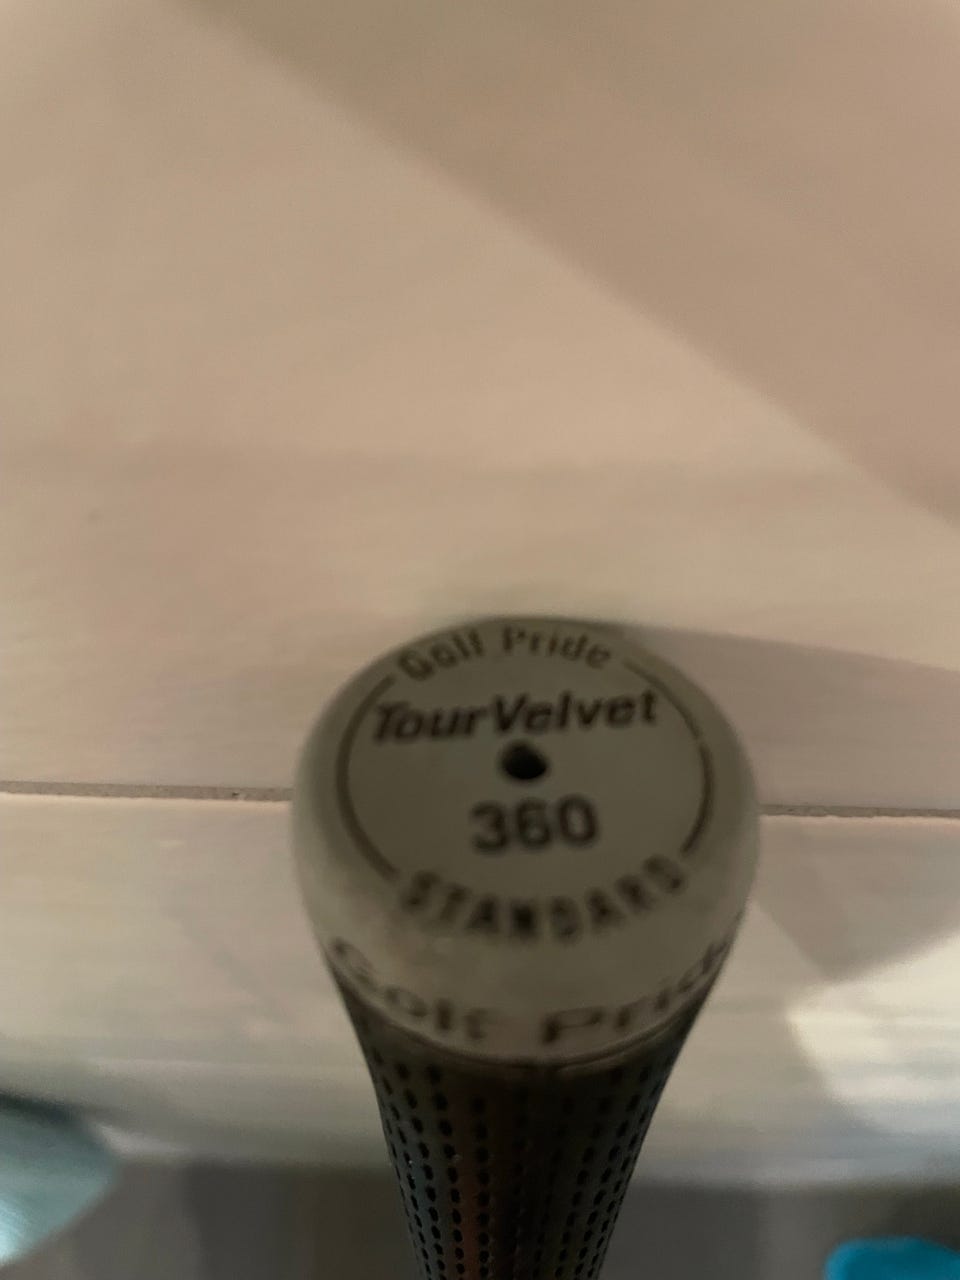 Golf Pride
TourVelvet
360
STANDARD
Golf Pride